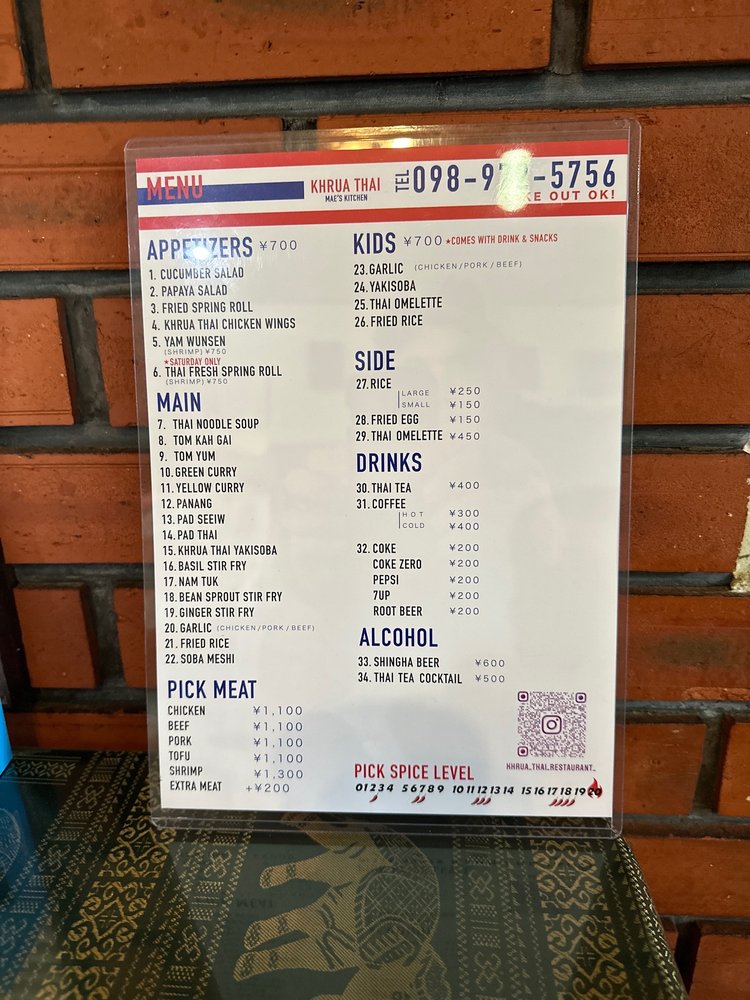 MENU
KHRUA THAI
MAE'S KITCHEN
TEL
OUT OK!
APPETIZERS ¥700
1. CUCUMBER SALAD
2. PAPAYA SALAD
3. FRIED SPRING ROLL
4. KHRUA THAI CHICKEN WINGS
5. YAM WUNSEN
(SHRIMP) ¥750
*SATURDAY ONLY
6. THAI FRESH SPRING ROLL
(SHRIMP) ¥750
MAIN
7. THAI NOODLE SOUP
8. TOM KAH GAI
9. TOM YUM
10. GREEN CURRY
11. YELLOW CURRY
12. PANANG
13. PAD SEEIW
14. PAD THAI
15. KHRUA THAI YAKISOBA
16. BASIL STIR FRY
17. NAM TUK
18. BEAN SPROUT STIR FRY
19. GINGER STIR FRY
20. GARLIC (CHICKEN/PORK/BEEF)
21. FRIED RICE
22. SOBA MESHI
PICK MEAT
CHICKEN ¥1,100
BEEF ¥1,100
PORK ¥1,100
TOFU ¥1,100
SHRIMP ¥1,300
EXTRA MEAT +¥200
KIDS ¥700 *COMES WITH DRINK & SNACKS
23. GARLIC (CHICKEN/PORK/BEEF)
24. YAKISOBA
25. THAI OMELETTE
26. FRIED RICE
SIDE
27. RICE
LARGE ¥250
SMALL ¥150
28. FRIED EGG ¥150
29. THAI OMELETTE ¥450
DRINKS
30. THAI TEA ¥400
31. COFFEE
HOT ¥300
COLD ¥400
32. COKE ¥200
COKE ZERO ¥200
PEPSI ¥200
7UP ¥200
ROOT BEER ¥200
ALCOHOL
33. SHINGHA BEER ¥600
34. THAI TEA COCKTAIL ¥500
KHRUA_THAI.RESTAURANT_
PICK SPICE LEVEL
01234 56789 1011121314 151617181920